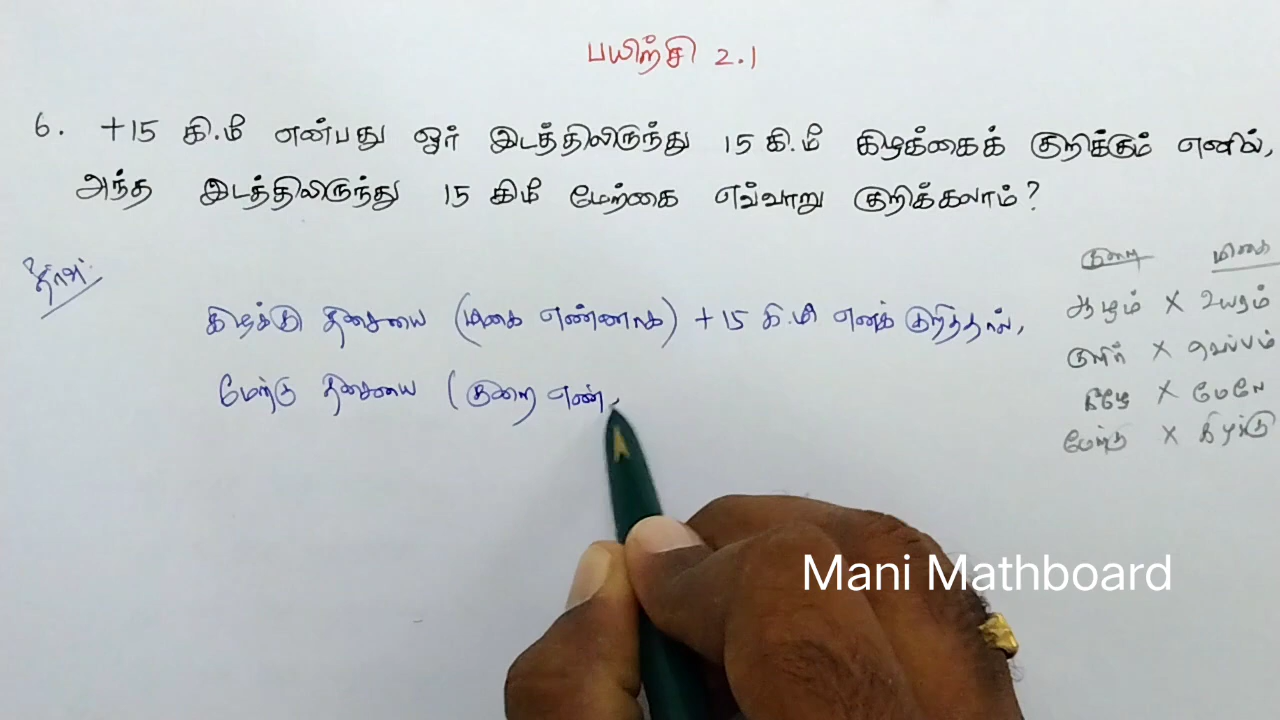 பயிற்சி 2.1
6. +15 கி.மீ என்பது ஓர் இடத்திலிருந்து 15 கி.மீ கிழக்கைக் குறிக்கும் எனில்,
அந்த இடத்திலிருந்து 15 கிமீ மேற்கை எவ்வாறு குறிக்கலாம்?
தீர்வு:
கிழக்கு திசையை (மிகை எண்ணாக) +15 கி.மீ எனக் குறித்தால்,
மேற்கு திசையை (குறை எண்
குறை மிகை
ஆழம் × உயரம்
குளிர் × வெப்பம்
கீழே × மேலே
மேற்கு × கிழக்கு
Mani Mathboard